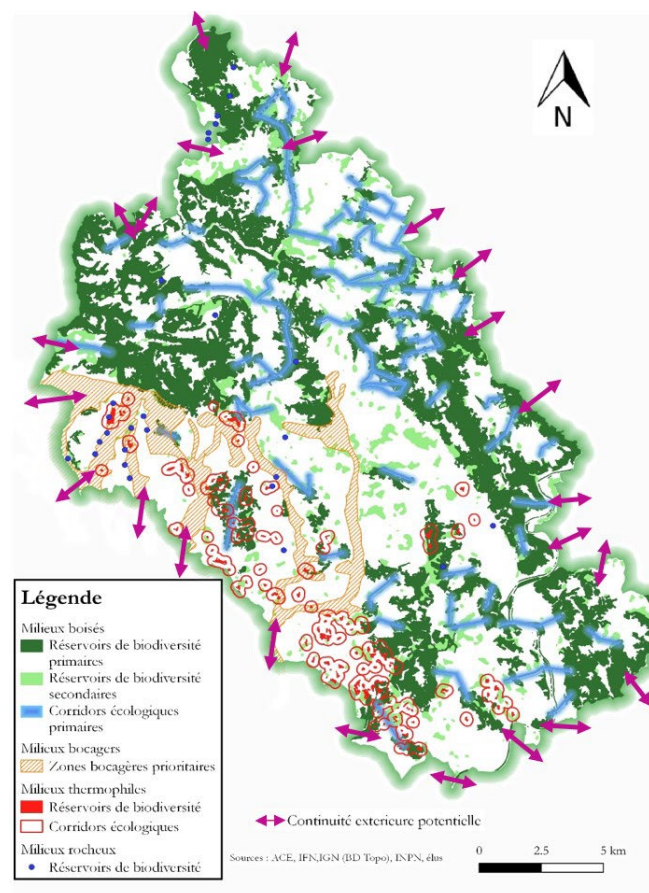 N
Légende
Milieux boisés
Réservoirs de biodiversité
primaires
Réservoirs de biodiversité
secondaires
Corridors écologiques
primaires
Milieux bocagers
Zones bocagères prioritaires
Milieux thermophiles
Réservoirs de biodiversité
Corridors écologiques
Milieux rocheux
Réservoirs de biodiversité
Continuité exterieure potentielle
Sources : ACE, IFN,IGN (BD Topo), INPN, élus
0 2.5 5 km